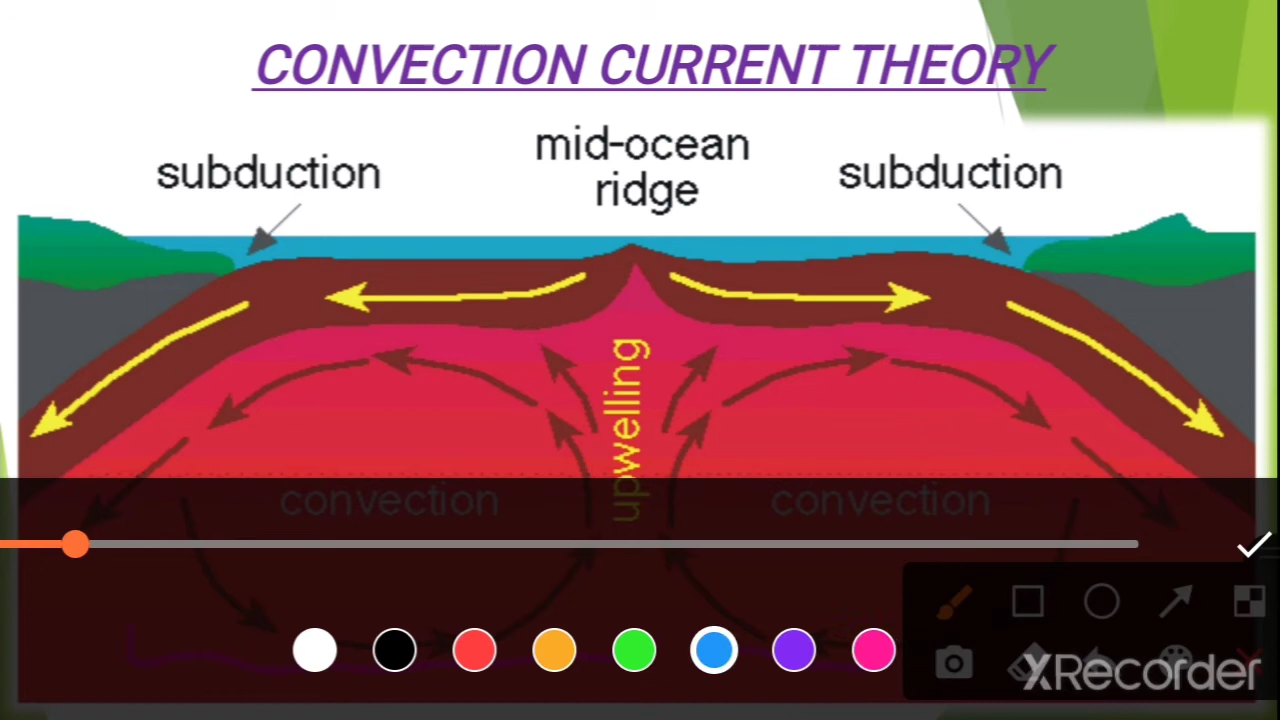 CONVECTION CURRENT THEORY
mid-ocean
ridge
subduction
subduction
upwelling
convection
convection
XRecorder